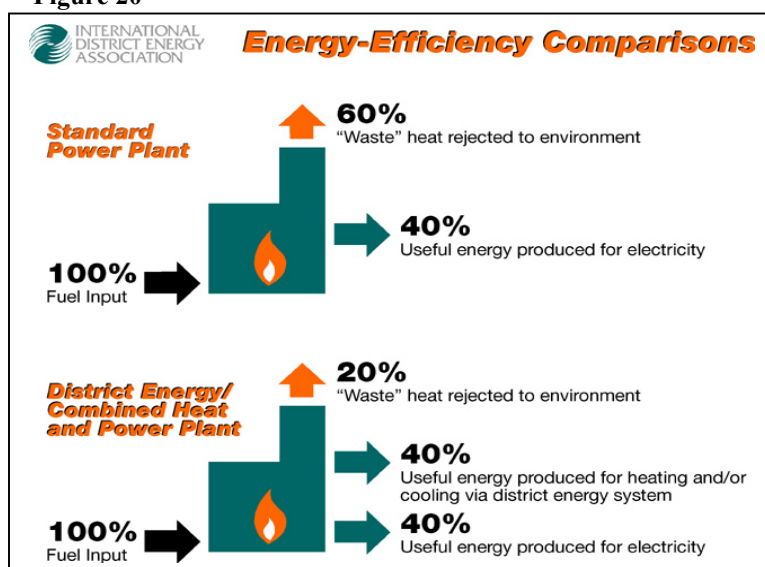 Figure 20
INTERNATIONAL
DISTRICT ENERGY
ASSOCIATION
Energy-Efficiency Comparisons
Standard
Power Plant
60%
“Waste” heat rejected to environment
40%
Useful energy produced for electricity
100%
Fuel Input
District Energy/
Combined Heat
and Power Plant
20%
“Waste” heat rejected to environment
40%
Useful energy produced for heating and/or
cooling via district energy system
40%
Useful energy produced for electricity
100%
Fuel Input